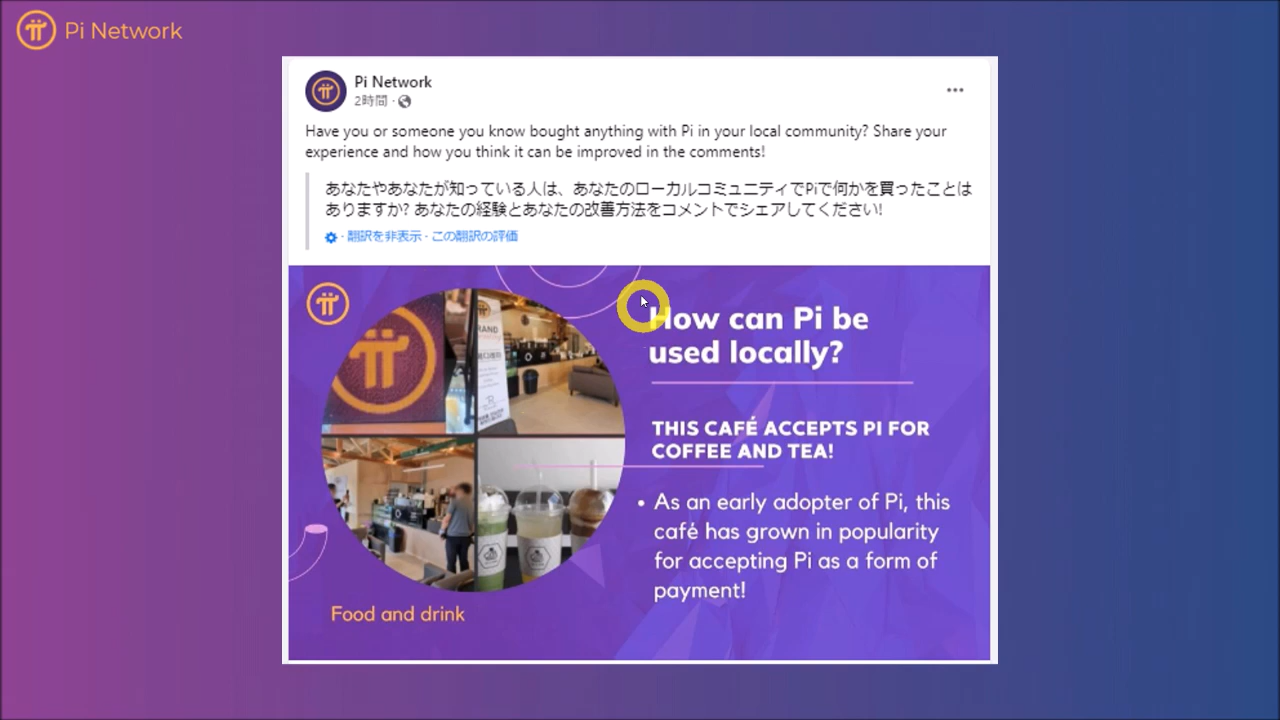 Pi Network
Pi Network
2時間 ·
Have you or someone you know bought anything with Pi in your local community? Share your
experience and how you think it can be improved in the comments!
あなたやあなたが知っている人は、あなたのローカルコミュニティでPiで何かを買ったことは
ありますか? あなたの経験とあなたの改善方法をコメントでシェアしてください!
· 翻訳を非表示 · この翻訳の評価
How can Pi be
used locally?
THIS CAFÉ ACCEPTS PI FOR
COFFEE AND TEA!
• As an early adopter of Pi, this
café has grown in popularity
for accepting Pi as a form of
payment!
Food and drink